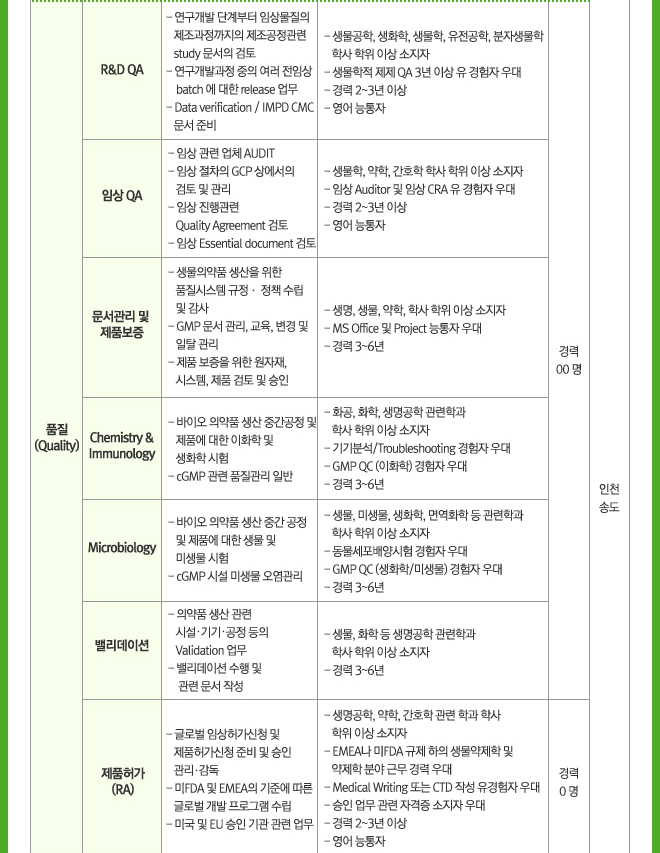 품질
(Quality)
R&D QA
– 연구개발 단계부터 임상물질의
제조과정까지의 제조공정관련
study 문서의 검토
– 연구개발과정 중의 여러 전임상
batch 에 대한 release 업무
– Data verification / IMPD CMC
문서 준비
– 생물공학, 생화학, 생물학, 유전공학, 분자생물학
학사 학위 이상 소지자
– 생물학적 제제 QA 3년 이상 유 경험자 우대
– 경력 2~3년 이상
– 영어 능통자
임상 QA
– 임상 관련 업체 AUDIT
– 임상 절차의 GCP 상에서의
검토 및 관리
– 임상 진행관련
Quality Agreement 검토
– 임상 Essential document 검토
– 생물학, 약학, 간호학 학사 학위 이상 소지자
– 임상 Auditor 및 임상 CRA 유 경험자 우대
– 경력 2~3년 이상
– 영어 능통자
문서관리 및
제품보증
– 생물의약품 생산을 위한
품질시스템 규정 · 정책 수립
및 감사
– GMP 문서 관리, 교육, 변경 및
일탈 관리
– 제품 보증을 위한 원자재,
시스템, 제품 검토 및 승인
– 생명, 생물, 약학, 학사 학위 이상 소지자
– MS Office 및 Project 능통자 우대
– 경력 3~6년
경력
00 명
Chemistry &
Immunology
– 바이오 의약품 생산 중간공정 및
제품에 대한 이화학 및
생화학 시험
– cGMP 관련 품질관리 일반
– 화공, 화학, 생명공학 관련학과
학사 학위 이상 소지자
– 기기분석/Troubleshooting 경험자 우대
– GMP QC (이화학) 경험자 우대
– 경력 3~6년
인천
송도
Microbiology
– 바이오 의약품 생산 중간 공정
및 제품에 대한 생물 및
미생물 시험
– cGMP 시설 미생물 오염관리
– 생물, 미생물, 생화학, 면역화학 등 관련학과
학사 학위 이상 소지자
– 동물세포배양시험 경험자 우대
– GMP QC (생화학/미생물) 경험자 우대
– 경력 3~6년
밸리데이션
– 의약품 생산 관련
시설·기기·공정 등의
Validation 업무
– 밸리데이션 수행 및
관련 문서 작성
– 생물, 화학 등 생명공학 관련학과
학사 학위 이상 소지자
– 경력 3~6년
제품허가
(RA)
– 글로벌 임상허가신청 및
제품허가신청 준비 및 승인
관리·감독
– 미FDA 및 EMEA의 기준에 따른
글로벌 개발 프로그램 수립
– 미국 및 EU 승인 기관 관련 업무
– 생명공학, 약학, 간호학 관련 학과 학사
학위 이상 소지자
– EMEA나 미FDA 규제 하의 생물약제학 및
약제학 분야 근무 경력 우대
– Medical Writing 또는 CTD 작성 유경험자 우대
– 승인 업무 관련 자격증 소지자 우대
– 경력 2~3년 이상
– 영어 능통자
경력
0 명